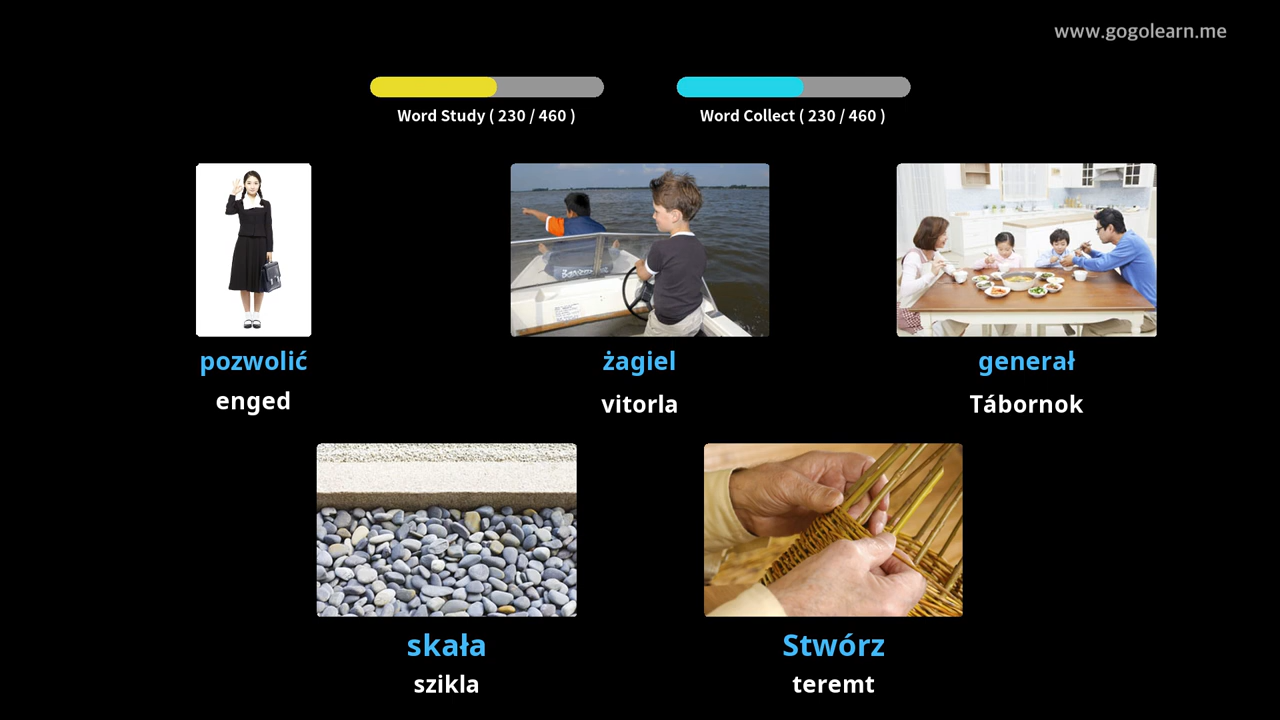 www.gogolearn.me
Word Study ( 230 / 460 )
Word Collect ( 230 / 460 )
pozwolić
enged
żagiel
vitorla
generał
Tábornok
skała
szikla
Stwórz
teremt